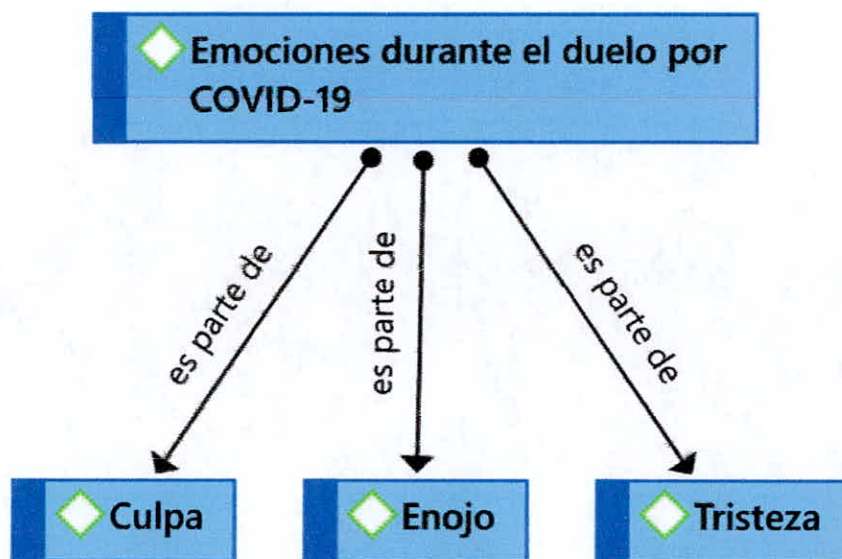 Emociones durante el duelo por
COVID-19
es parte de
es parte de
es parte de
Culpa
Enojo
Tristeza